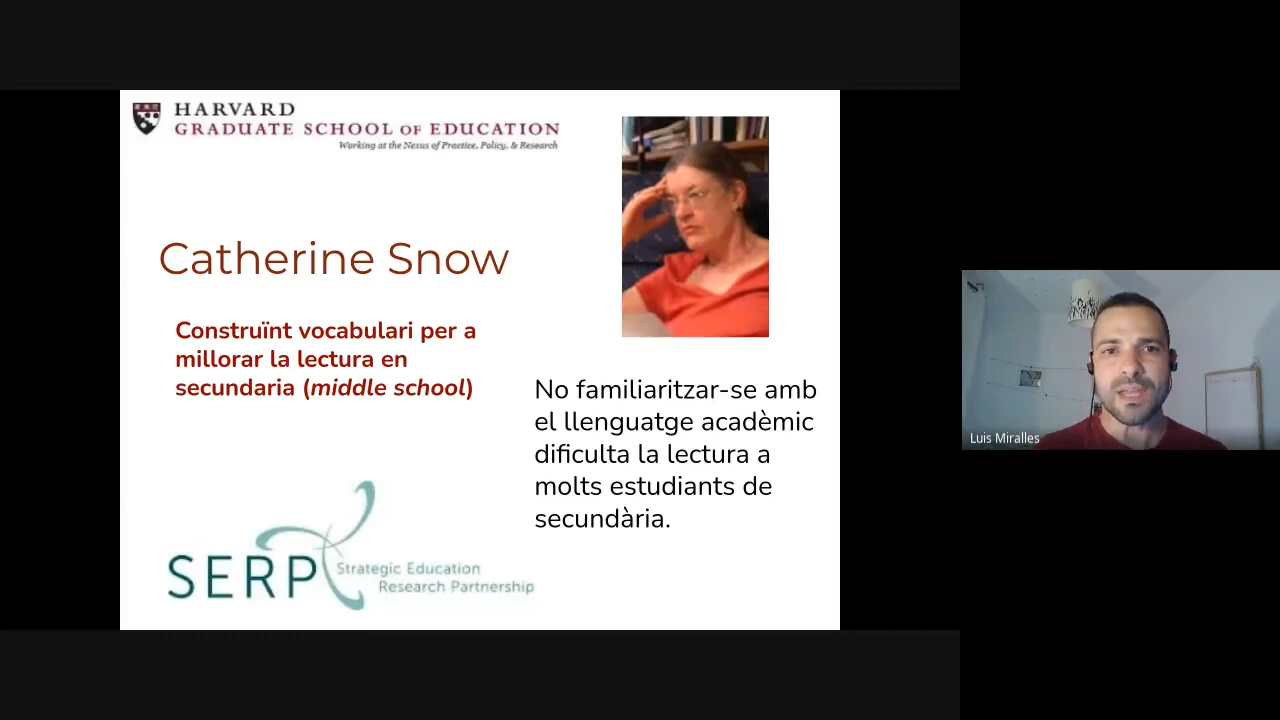 HARVARD
GRADUATE SCHOOL OF EDUCATION
Working at the Nexus of Practice, Policy, & Research
Catherine Snow
Construïnt vocabulari per a
millorar la lectura en
secundaria (middle school)
No familiaritzar-se amb
el llenguatge acadèmic
dificulta la lectura a
molts estudiants de
secundària.
SERP
Strategic Education
Research Partnership
Luis Miralles